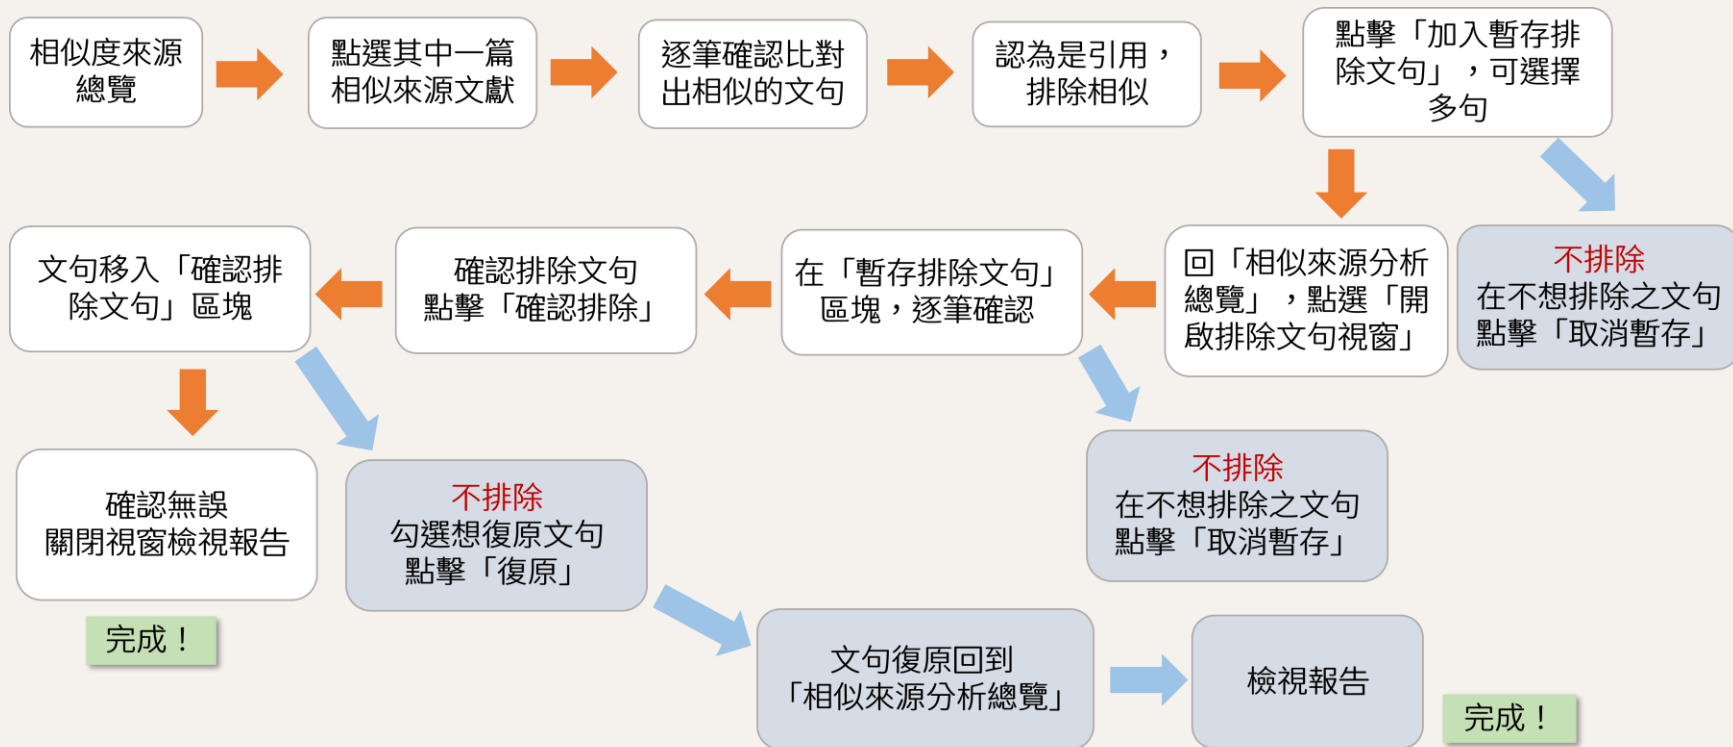 相似度來源
總覽
點選其中一篇
相似來源文獻
逐筆確認比對
出相似的文句
認為是引用，
排除相似
點擊「加入暫存排
除文句」，可選擇
多句
文句移入「確認排
除文句」區塊
確認排除文句
點擊「確認排除」
在「暫存排除文句」
區塊，逐筆確認
回「相似來源分析
總覽」，點選「開
啟排除文句視窗」
不排除
在不想排除之文句
點擊「取消暫存」
確認無誤
關閉視窗檢視報告
不排除
勾選想復原文句
點擊「復原」
不排除
在不想排除之文句
點擊「取消暫存」
完成！
文句復原回到
「相似來源分析總覽」
檢視報告
完成！